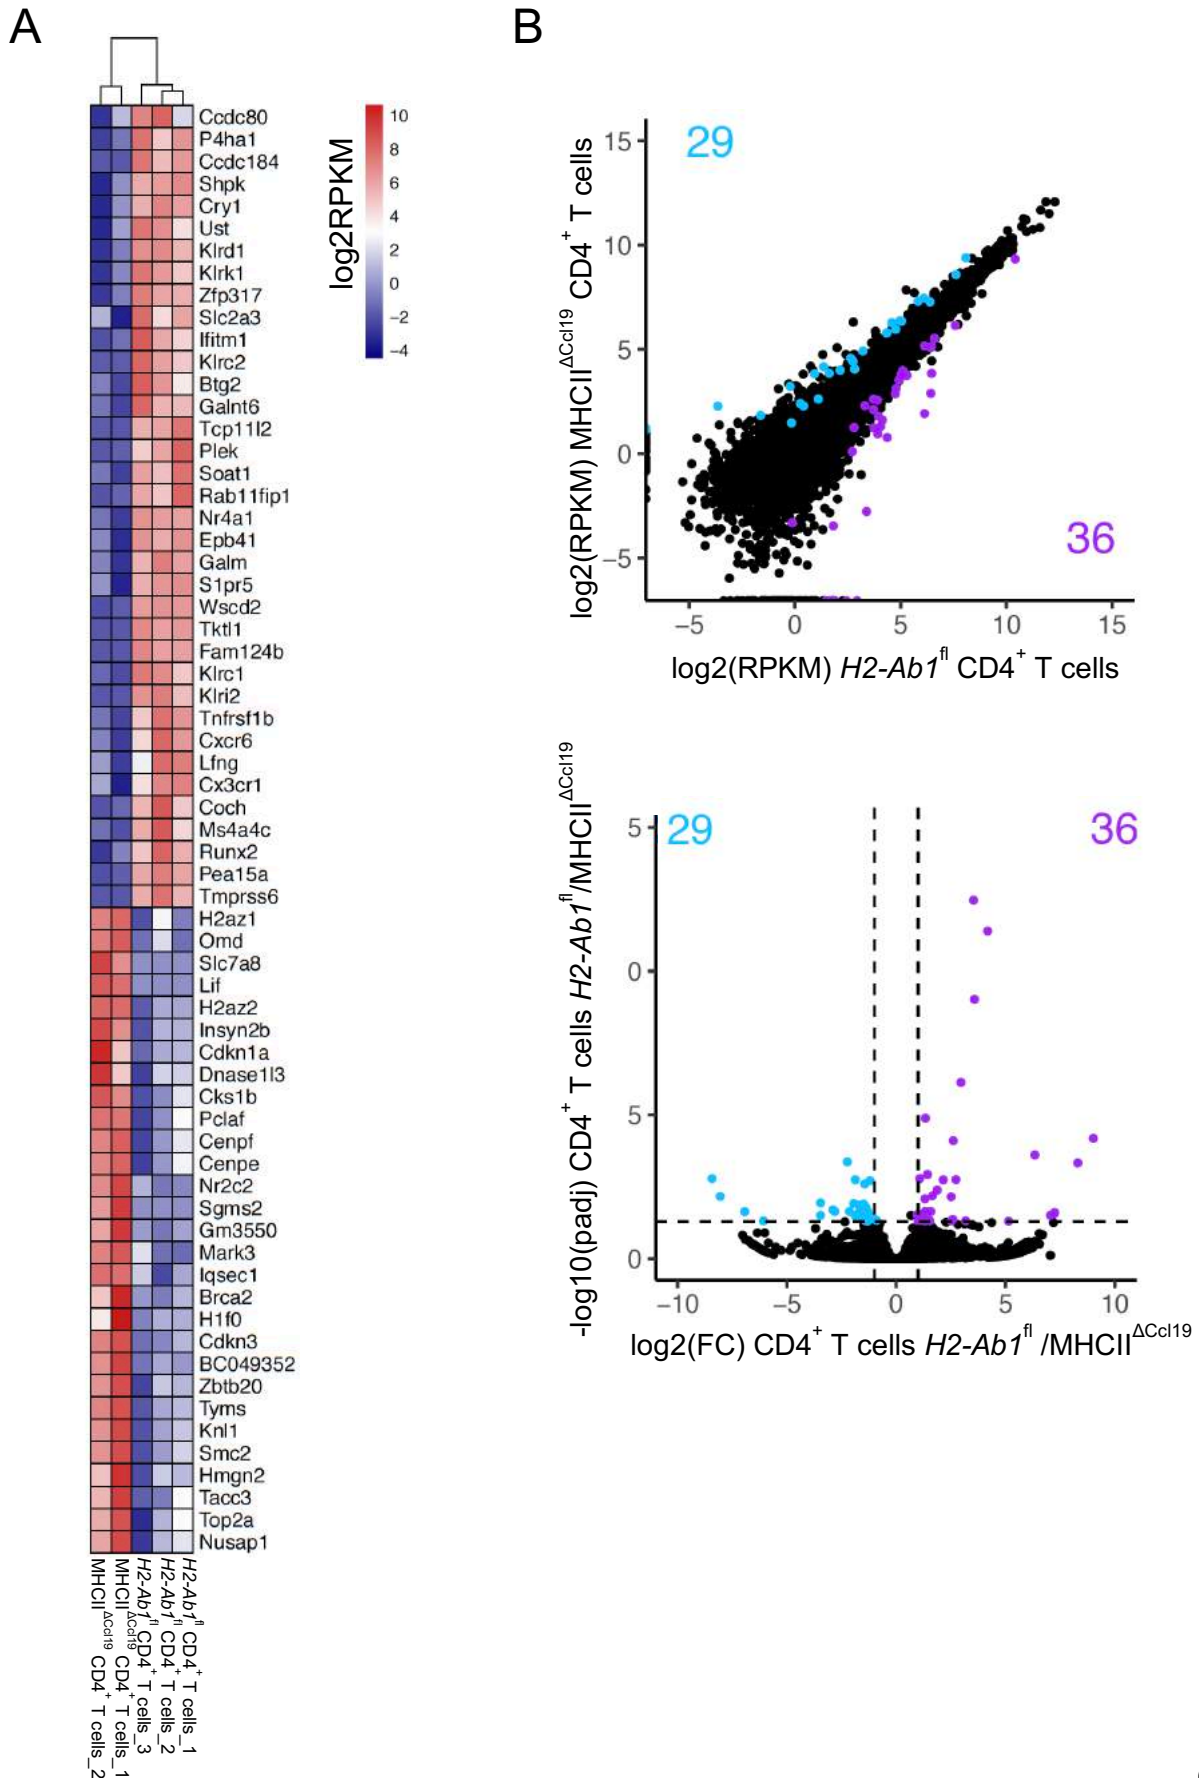 A
B
Ccdc80
P4ha1
Ccdc184
Shpk
Cry1
Ust
Klrd1
Klrk1
Zfp317
Slc2a3
Ifitm1
Klrc2
Btg2
Galnt6
Tcp11l2
Plek
Soat1
Rab11fip1
Nr4a1
Epb41
Galm
S1pr5
Wscd2
Tktl1
Fam124b
Klrc1
Klri2
Tnfrsf1b
Cxcr6
Lfng
Cx3cr1
Coch
Ms4a4c
Runx2
Pea15a
Tmprss6
H2az1
Omd
Slc7a8
Lif
H2az2
Insyn2b
Cdkn1a
Dnase1l3
Cks1b
Pclaf
Cenpf
Cenpe
Nr2c2
Sgms2
Gm3550
Mark3
Iqsec1
Brca2
H1f0
Cdkn3
BC049352
Zbtb20
Tyms
Knl1
Smc2
Hmgn2
Tacc3
Top2a
Nusap1
MHCII^ΔCcl19 CD4^+ T cells_2
MHCII^ΔCcl19 CD4^+ T cells_1
H2-Ab1^fl CD4^+ T cells_3
H2-Ab1^fl CD4^+ T cells_2
H2-Ab1^fl CD4^+ T cells_1
log2RPKM
10
8
6
4
2
0
−2
−4
log2(RPKM) MHCII^ΔCcl19 CD4^+ T cells
15
10
5
0
−5
29
36
−5 0 5 10 15
log2(RPKM) H2-Ab1^fl CD4^+ T cells
-log10(padj) CD4^+ T cells H2-Ab1^fl/MHCII^ΔCcl19
5
0
5
0
29
36
−10 −5 0 5 10
log2(FC) CD4^+ T cells H2-Ab1^fl /MHCII^ΔCcl19